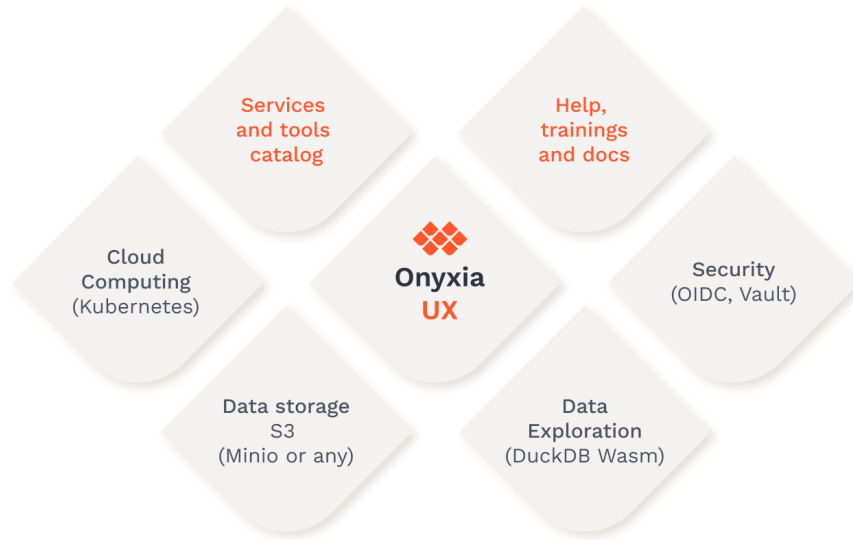 Services
and tools
catalog
Help,
trainings
and docs
Cloud
Computing
(Kubernetes)
Onyxia
UX
Security
(OIDC, Vault)
Data storage
S3
(Minio or any)
Data
Exploration
(DuckDB Wasm)